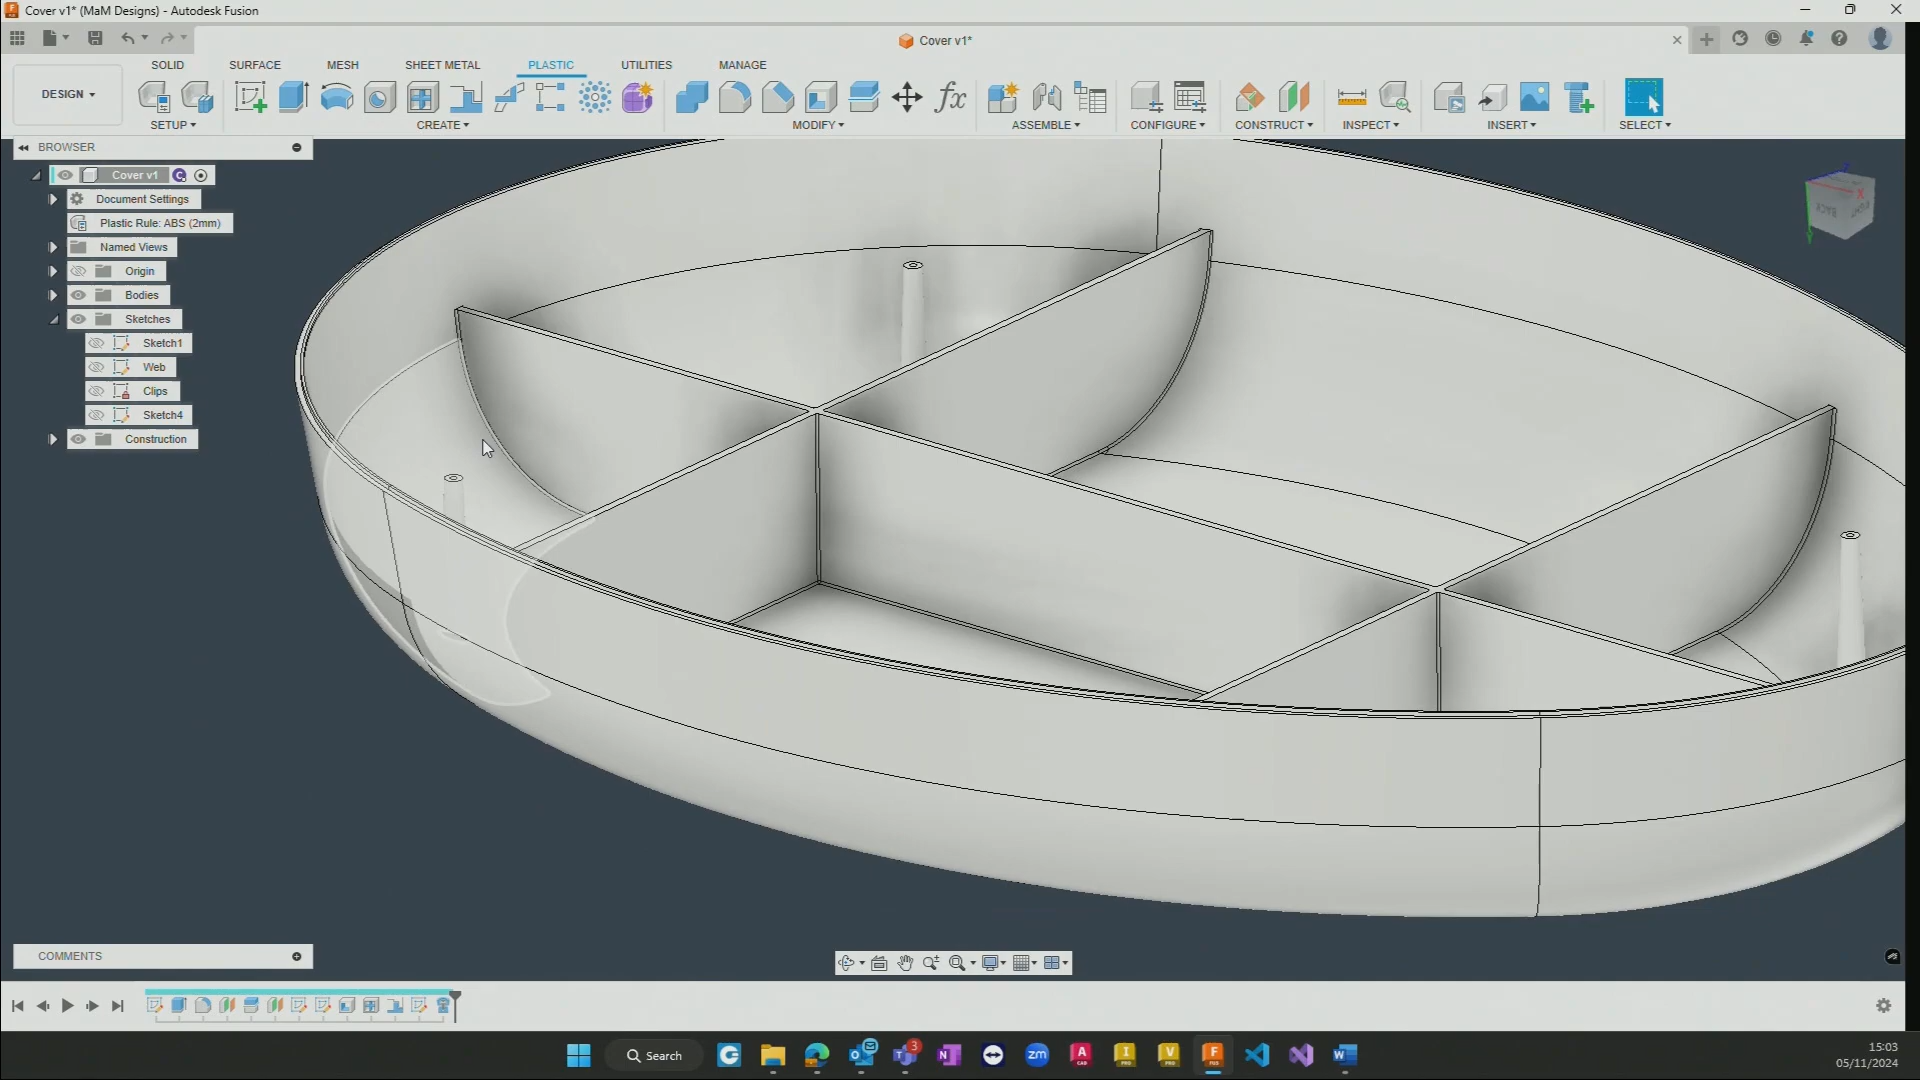 Cover v1* (MaM Designs) - Autodesk Fusion
Cover v1*
SOLID SURFACE MESH SHEET METAL PLASTIC UTILITIES MANAGE
DESIGN
SETUP CREATE MODIFY ASSEMBLE CONFIGURE CONSTRUCT INSPECT INSERT SELECT
BROWSER
Cover v1
Document Settings
Plastic Rule: ABS (2mm)
Named Views
Origin
Bodies
Sketches
Sketch1
Web
Clips
Sketch4
Construction
BACK RIGHT
COMMENTS
Search
15:03
05/11/2024